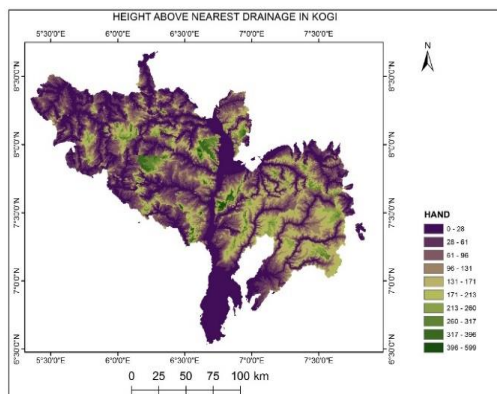 HEIGHT ABOVE NEAREST DRAINAGE IN KOGI
5°30'0"E 6°0'0"E 6°30'0"E 7°0'0"E 7°30'0"E
N
8°30'0"N
8°0'0"N
7°30'0"N
7°0'0"N
6°30'0"N
8°30'0"N
8°0'0"N
7°30'0"N
7°0'0"N
6°30'0"N
HAND
0 - 28
28 - 61
61 - 96
96 - 131
131 - 171
171 - 213
213 - 260
260 - 317
317 - 396
396 - 599
5°30'0"E 6°0'0"E 6°30'0"E 7°0'0"E 7°30'0"E
0 25 50 75 100 km